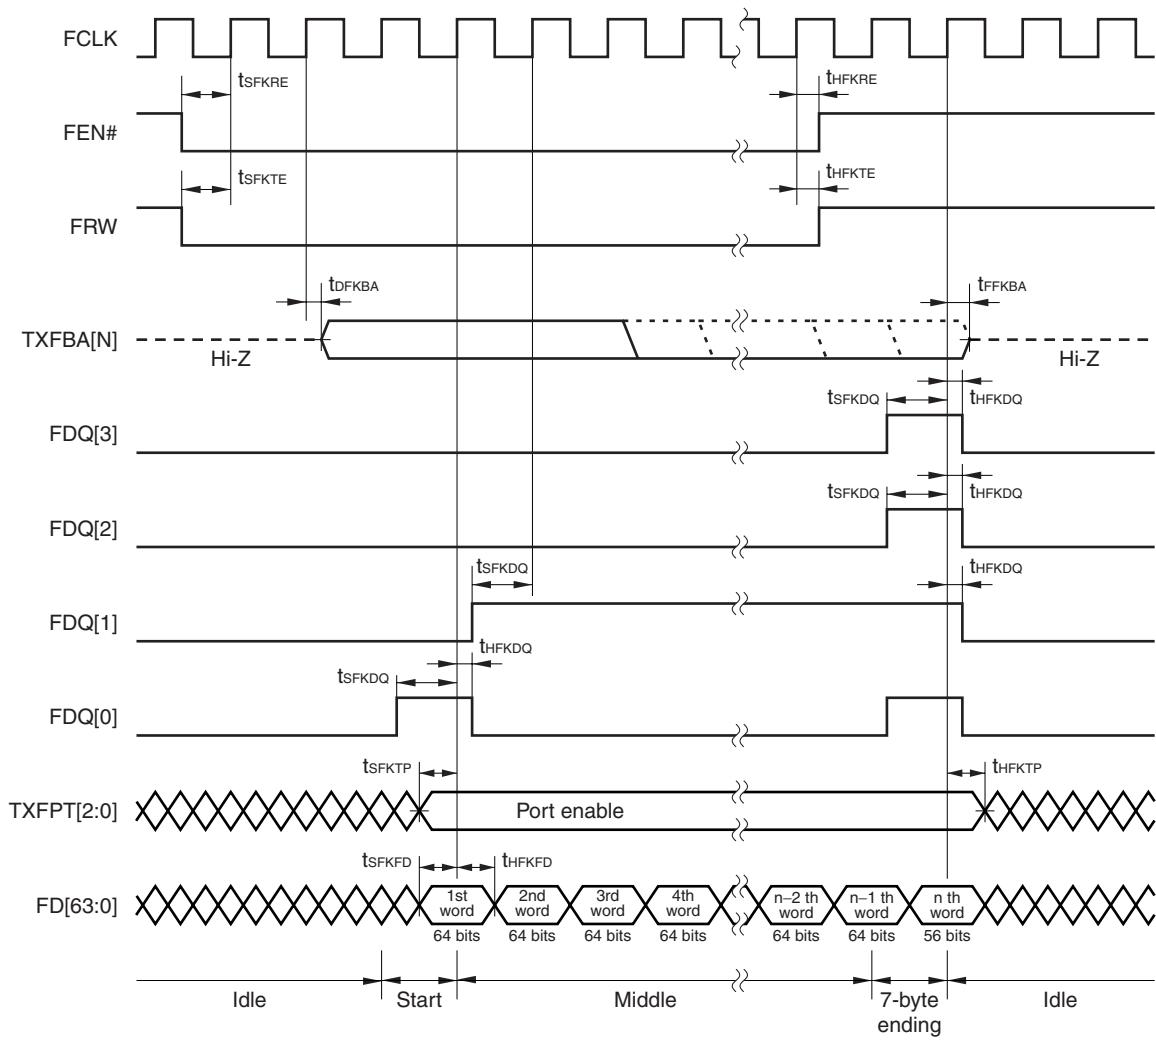 FCLK
tSFKRE
tHFKRE
FEN#
tSFKTE
tHFKTE
FRW
tDFKBA
tFFKBA
TXFBA[N]
Hi-Z
Hi-Z
tSFKDQ
tHFKDQ
FDQ[3]
tSFKDQ
tHFKDQ
FDQ[2]
tSFKDQ
tHFKDQ
FDQ[1]
tHFKDQ
tSFKDQ
FDQ[0]
tSFKTP
tHFKTP
TXFPT[2:0]
Port enable
tSFKFD
tHFKFD
FD[63:0]
1st word
2nd word
3rd word
4th word
n–2 th word
n–1 th word
n th word
64 bits
64 bits
64 bits
64 bits
64 bits
64 bits
56 bits
Idle
Start
Middle
7-byte ending
Idle